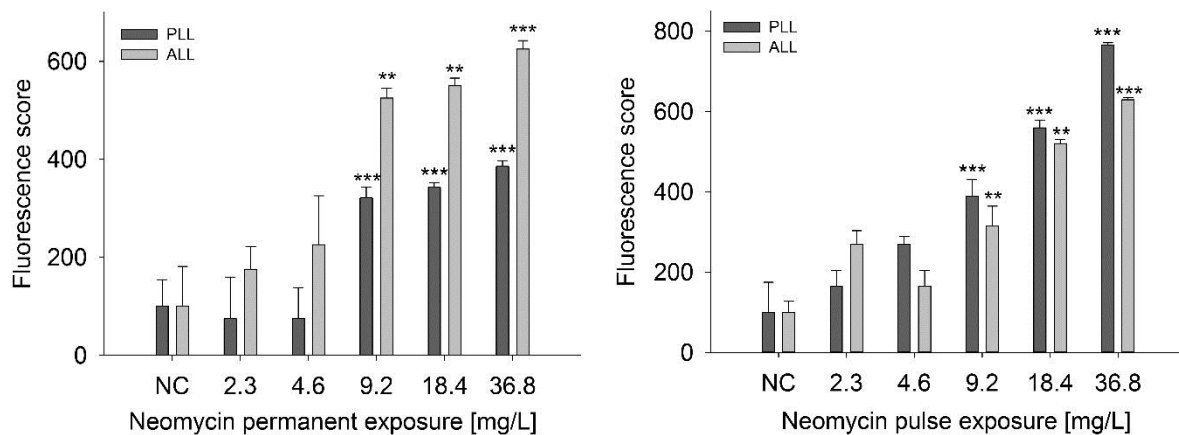 PLL
ALL
Fluorescence score
600
400
200
0
***
**
***
**
***
***
NC 2.3 4.6 9.2 18.4 36.8
Neomycin permanent exposure [mg/L]
PLL
ALL
Fluorescence score
800
600
400
200
0
***
**
***
**
***
***
NC 2.3 4.6 9.2 18.4 36.8
Neomycin pulse exposure [mg/L]